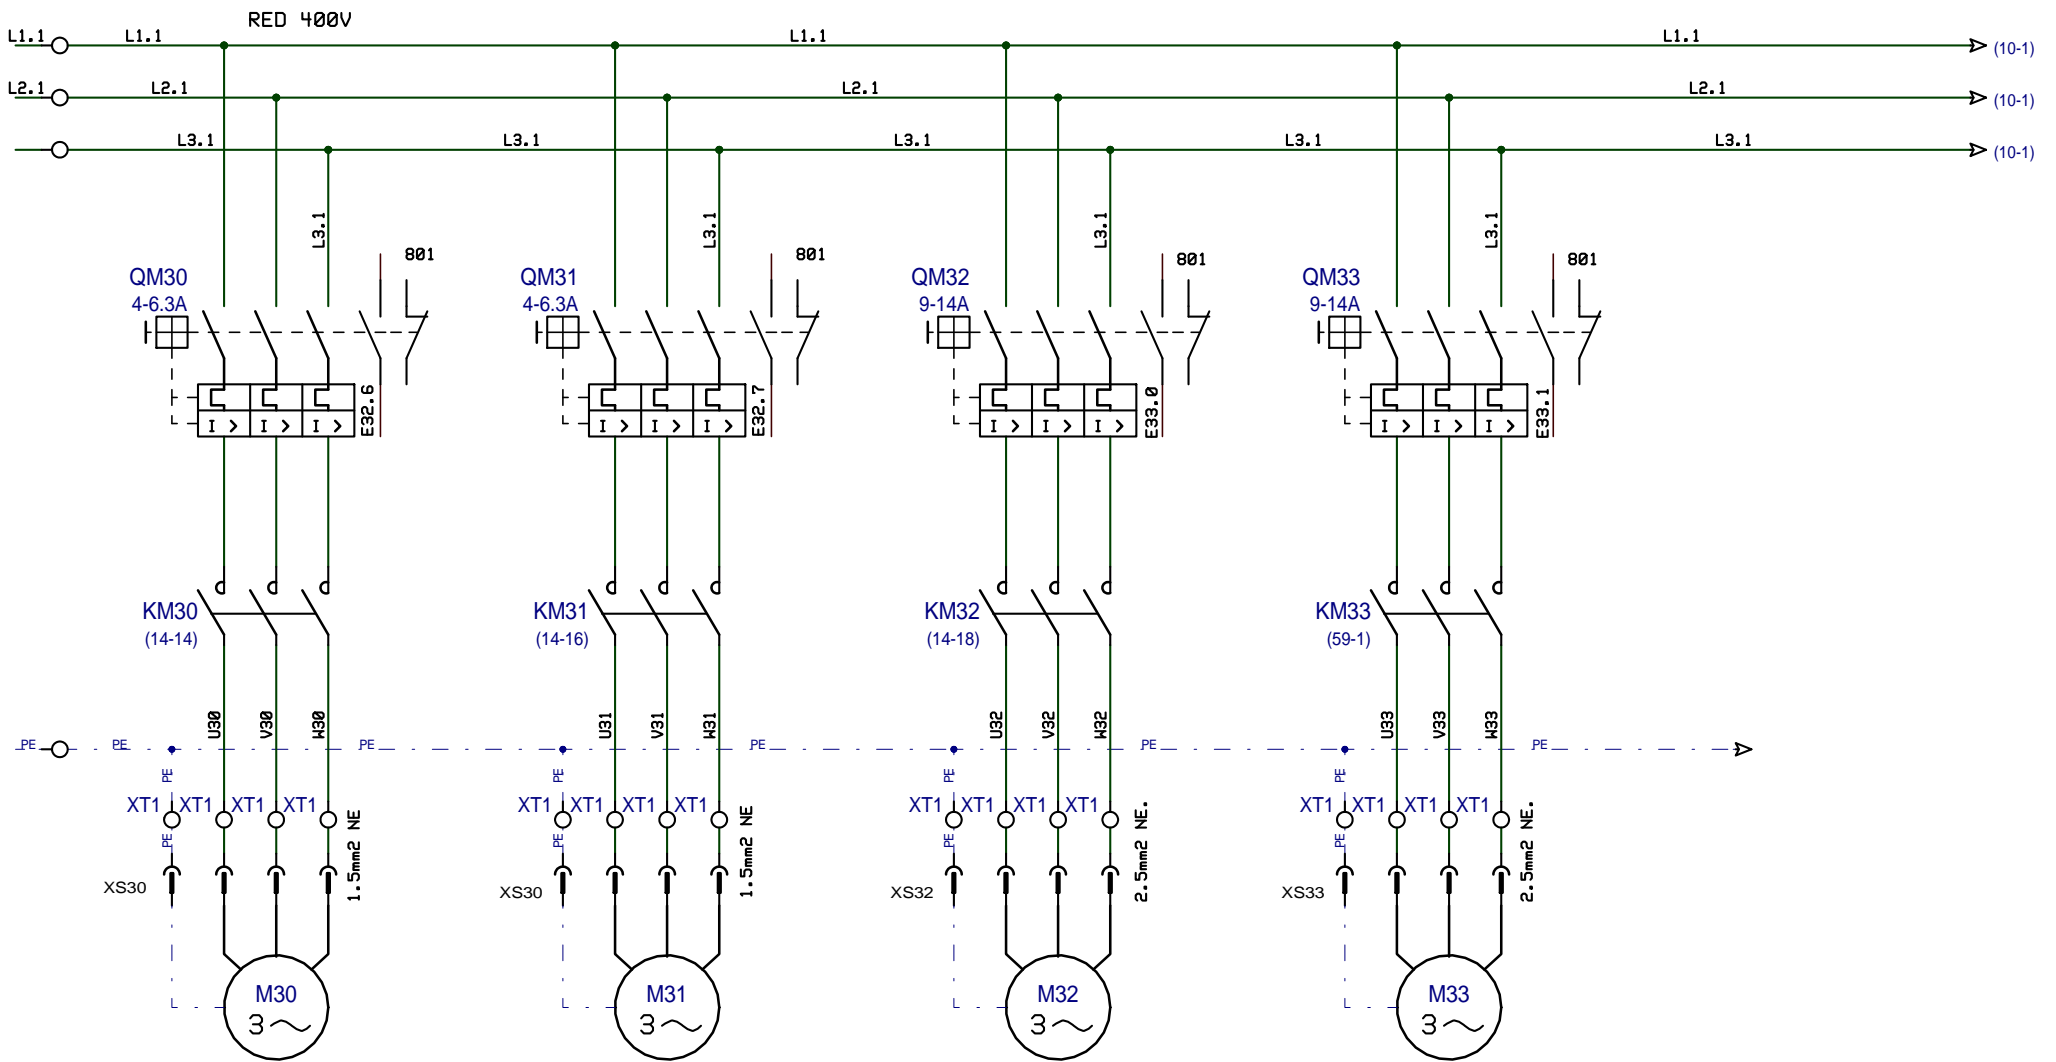 RED 400V
L1.1 L1.1 L1.1 L1.1 (10-1)
L2.1 L2.1 L2.1 L2.1 (10-1)
L3.1 L3.1 L3.1 L3.1 L3.1 (10-1)
L3.1 L3.1 L3.1 L3.1
801 801 801 801
QM30 QM31 QM32 QM33
4-6.3A 4-6.3A 9-14A 9-14A
E32.6 E32.7 E33.0 E33.1
I > I > I > I > I > I > I > I > I > I > I > I >
KM30 KM31 KM32 KM33
(14-14) (14-16) (14-18) (59-1)
U30 V30 W30 U31 V31 W31 U32 V32 W32 U33 V33 W33
PE PE PE PE PE PE
PE PE PE PE
XT1 XT1 XT1 XT1 XT1 XT1 XT1 XT1 XT1 XT1 XT1 XT1 XT1 XT1 XT1 XT1
PE PE PE PE
1.5mm2 NE 1.5mm2 NE 2.5mm2 NE. 2.5mm2 NE.
XS30 XS30 XS32 XS33
M30 M31 M32 M33
3 3 3 3